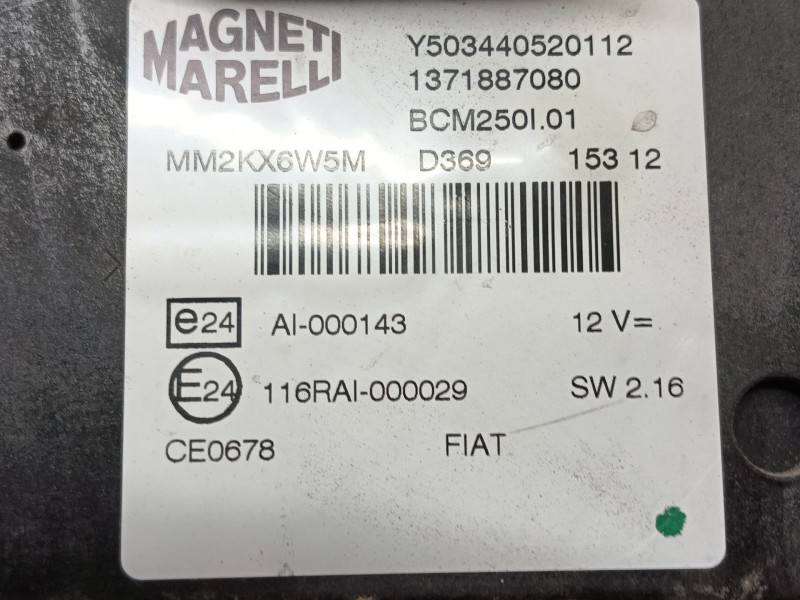 MAGNETI
MARELLI
Y503440520112
1371887080
BCM250I.01
MM2KX6W5M D369 153 12
e24 AI-000143 12 V=
E24 116RAI-000029 SW 2.16
CE0678 FIAT